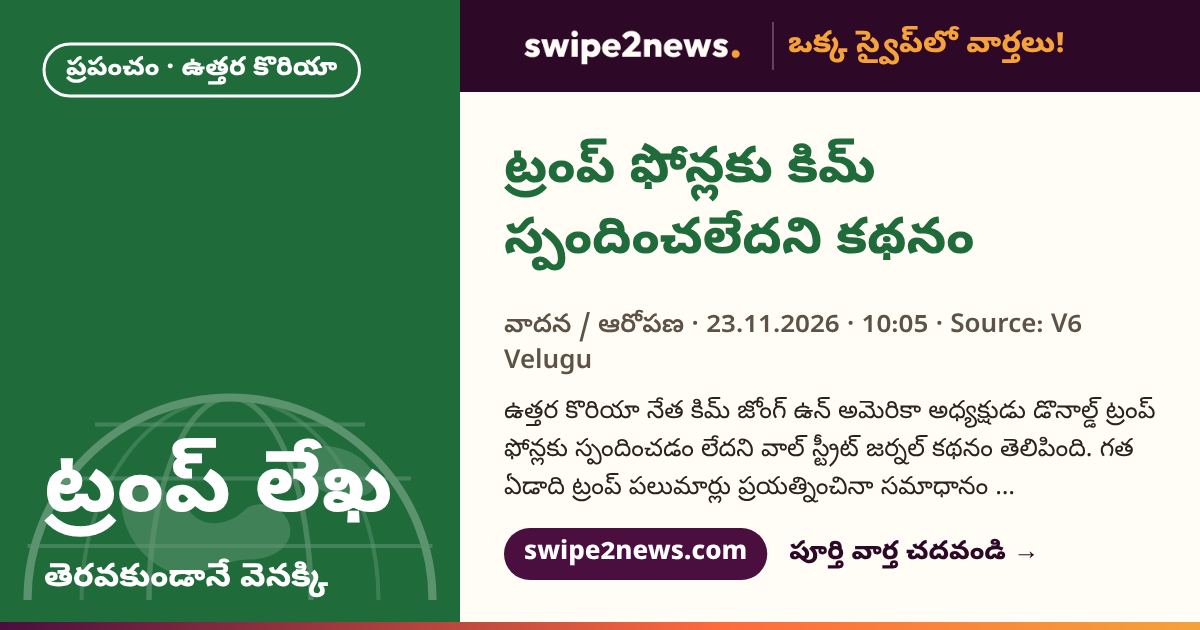 ప్రపంచం · ఉత్తర కొరియా
ట్రంప్ లేఖ
తెరవకుండానే వెనక్కి
swipe2news.
ఒక్క స్వైప్‌లో వార్తలు!
ట్రంప్ ఫోన్లకు కిమ్
స్పందించలేదని కథనం
వాదన / ఆరోపణ · 23.11.2026 · 10:05 · Source: V6
Velugu
ఉత్తర కొరియా నేత కిమ్ జోంగ్ ఉన్ అమెరికా అధ్యక్షుడు డొనాల్డ్ ట్రంప్
ఫోన్లకు స్పందించడం లేదని వాల్ స్ట్రీట్ జర్నల్ కథనం తెలిపింది. గత
ఏడాది ట్రంప్ పలుమార్లు ప్రయత్నించినా సమాధానం ...
swipe2news.com
పూర్తి వార్త చదవండి →